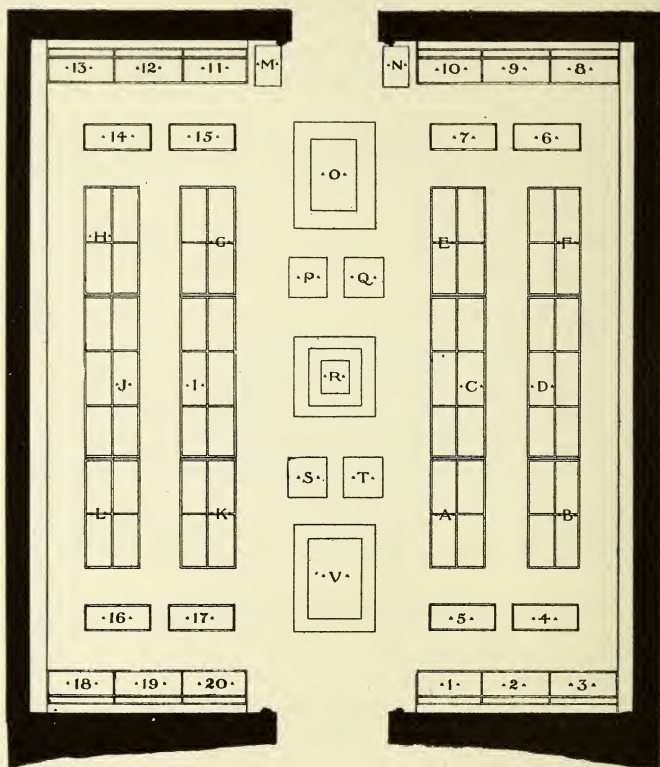 ·13· ·12· ·11· ·M· ·N· ·10· ·9· ·8·
·14· ·15· ·7· ·6·
·O·
·H· ·G· ·E· ·F·
·P· ·Q·
·J· ·I· ·R· ·C· ·D·
·S· ·T·
·L· ·K· ·A· ·B·
·V·
·16· ·17· ·5· ·4·
·18· ·19· ·20· ·1· ·2· ·3·